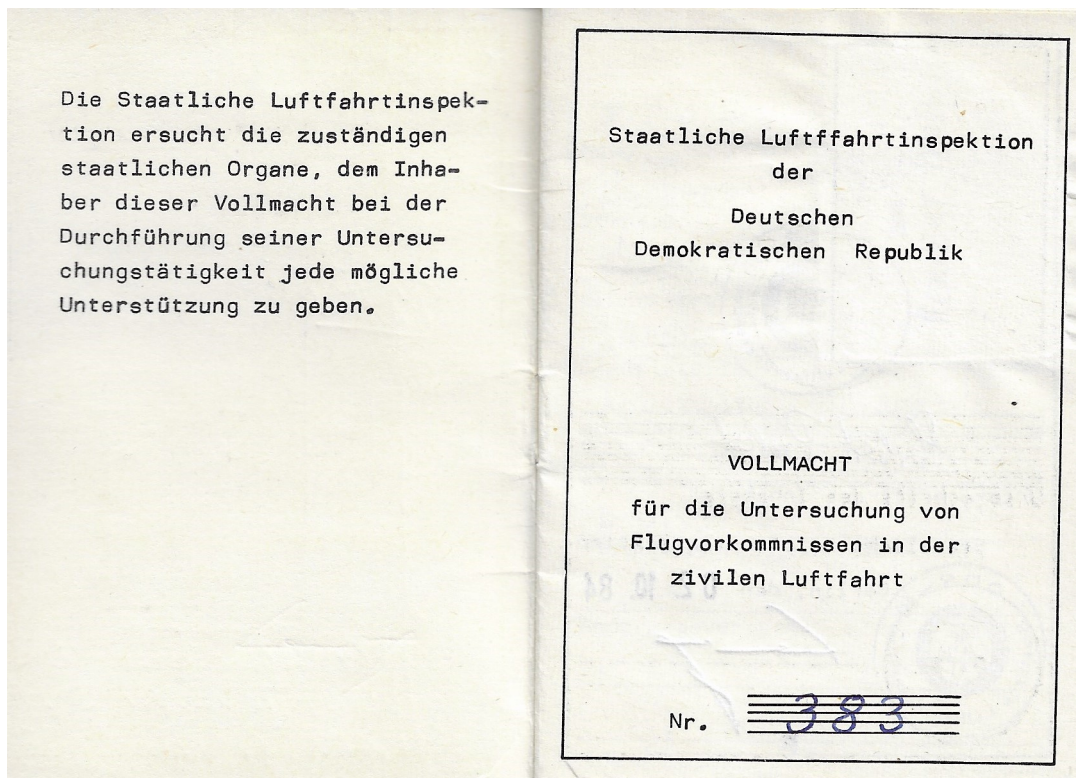 Die Staatliche Luftfahrtinspek-
tion ersucht die zuständigen
staatlichen Organe, dem Inha-
ber dieser Vollmacht bei der
Durchführung seiner Untersu-
chungstätigkeit jede mögliche
Unterstützung zu geben.
Staatliche Luftffahrtinspektion
der
Deutschen
Demokratischen Republik
VOLLMACHT
für die Untersuchung von
Flugvorkommnissen in der
zivilen Luftfahrt
Nr. 383